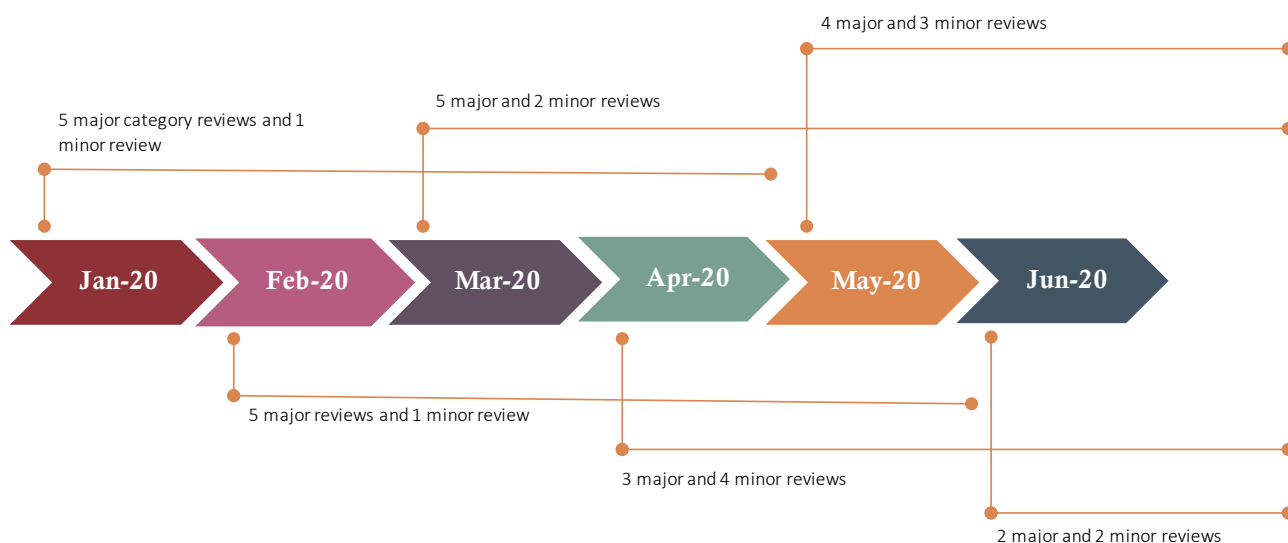 4 major and 3 minor reviews
5 major and 2 minor reviews
5 major category reviews and 1
minor review
Jan-20
Feb-20
Mar-20
Apr-20
May-20
Jun-20
5 major reviews and 1 minor review
3 major and 4 minor reviews
2 major and 2 minor reviews